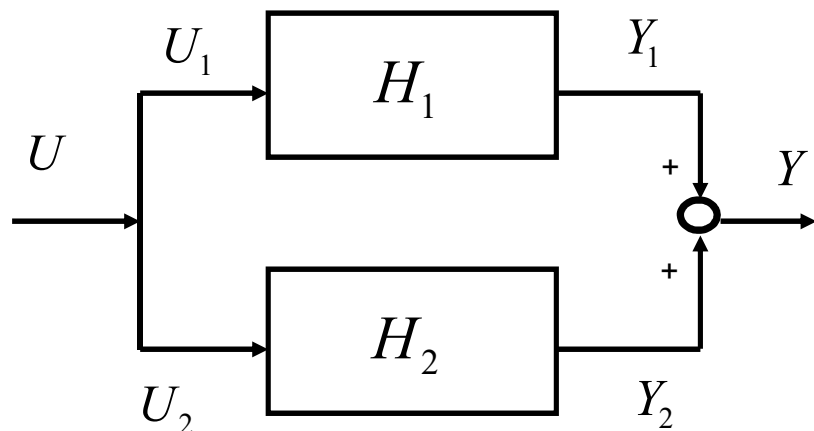 U₁
H₁
Y₁
U
+
Y
+
H₂
U₂
Y₂